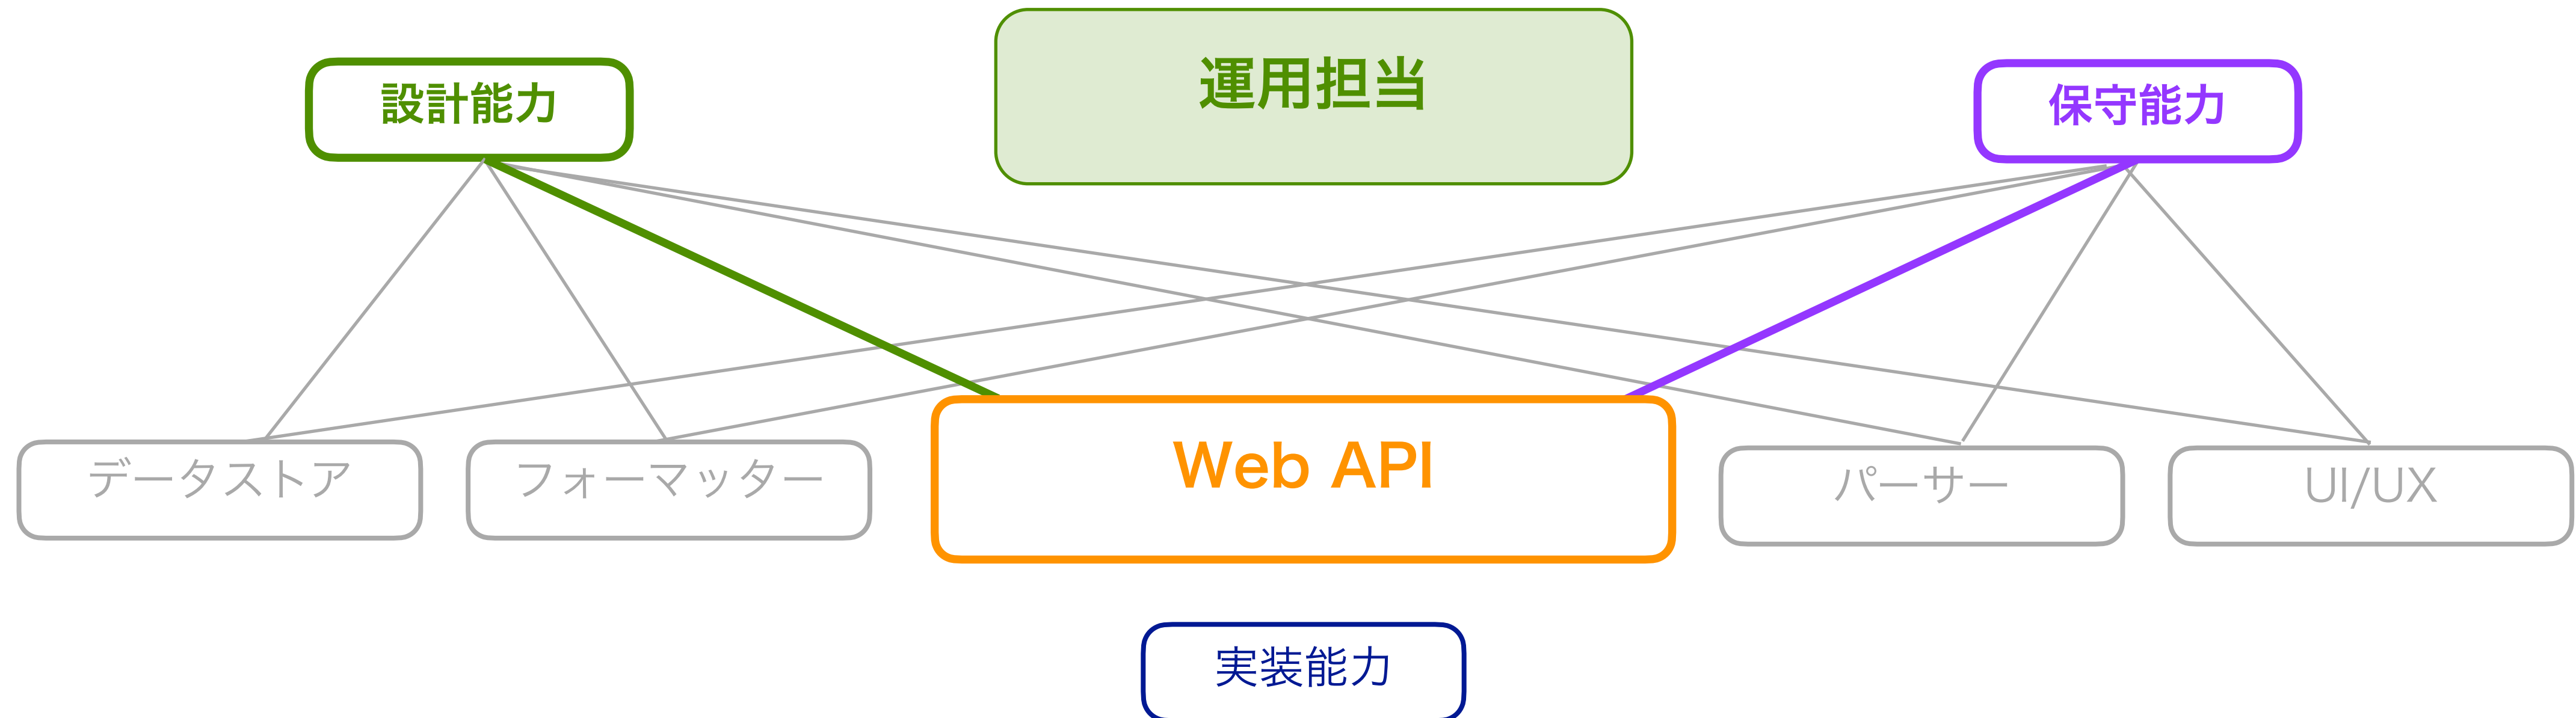 運用担当
設計能力
保守能力
データストア
フォーマッター
Web API
パーサー
UI/UX
実装能力